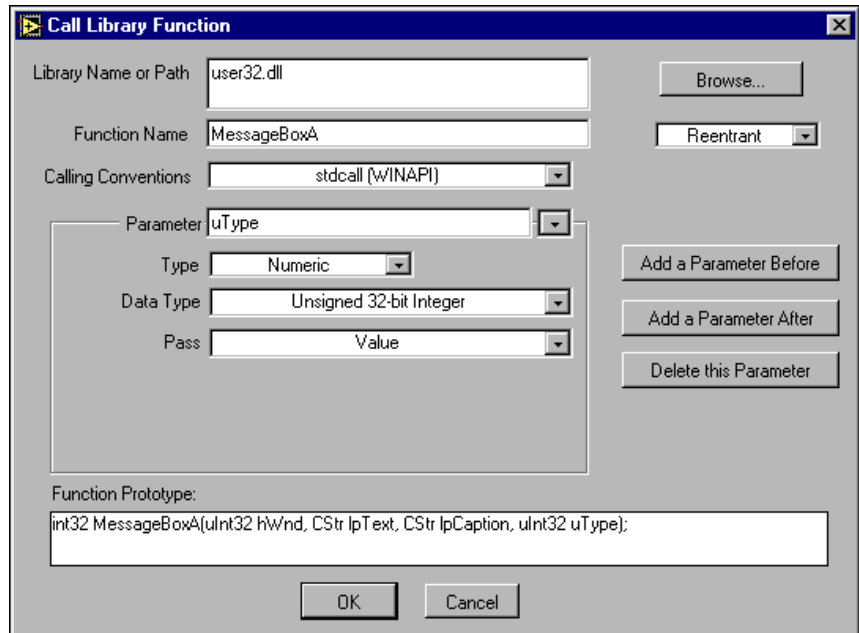 Call Library Function
Library Name or Path
user32.dll
Browse...
Function Name
MessageBoxA
Reentrant
Calling Conventions
stdcall (WINAPI)
Parameter
uType
Type
Numeric
Add a Parameter Before
Data Type
Unsigned 32-bit Integer
Add a Parameter After
Pass
Value
Delete this Parameter
Function Prototype:
int32 MessageBoxA(uInt32 hWnd, CStr lpText, CStr lpCaption, uInt32 uType);
OK
Cancel